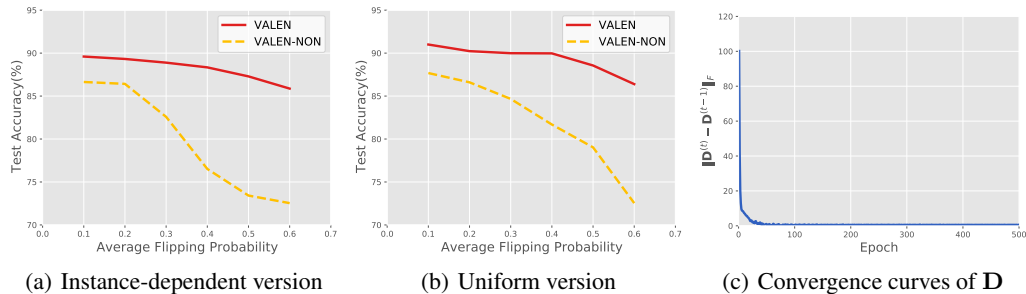 95
90
85
80
75
70
0.0 0.1 0.2 0.3 0.4 0.5 0.6 0.7
Test Accuracy(%)
Average Flipping Probability
VALEN
VALEN-NON
(a) Instance-dependent version
95
90
85
80
75
70
0.0 0.1 0.2 0.3 0.4 0.5 0.6 0.7
Test Accuracy(%)
Average Flipping Probability
VALEN
VALEN-NON
(b) Uniform version
120
100
80
60
40
20
0
0 100 200 300 400 500
‖D⁽ᵗ⁾ − D⁽ᵗ⁻¹⁾‖F
Epoch
(c) Convergence curves of D